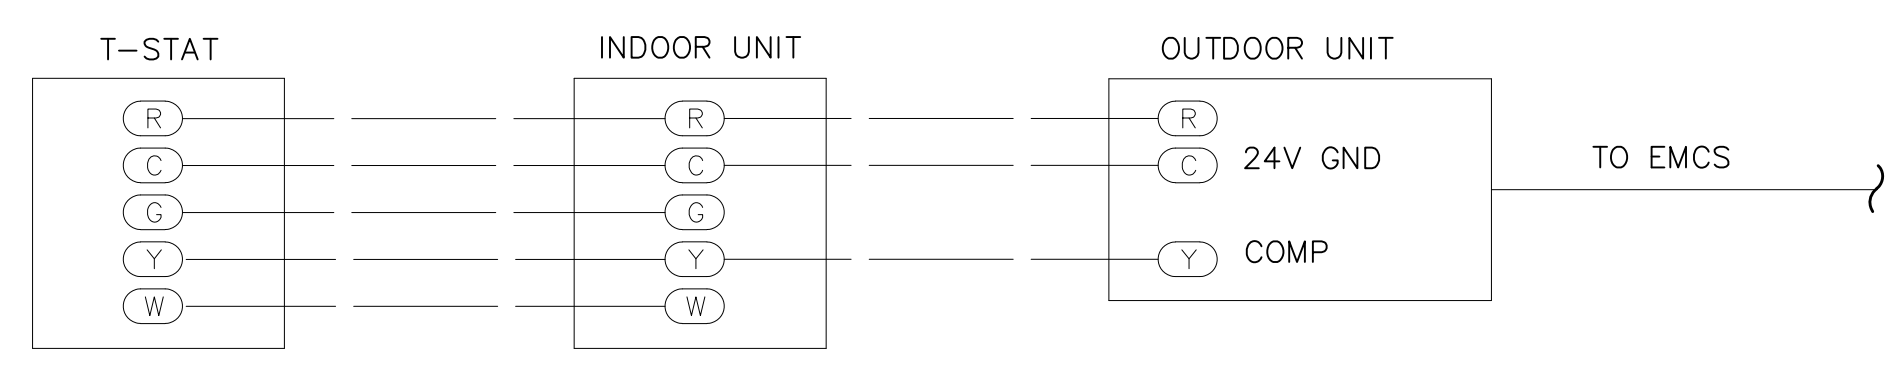 T-STAT
INDOOR UNIT
OUTDOOR UNIT
R R R
C C C 24V GND
TO EMCS
G G
Y Y Y COMP
W W